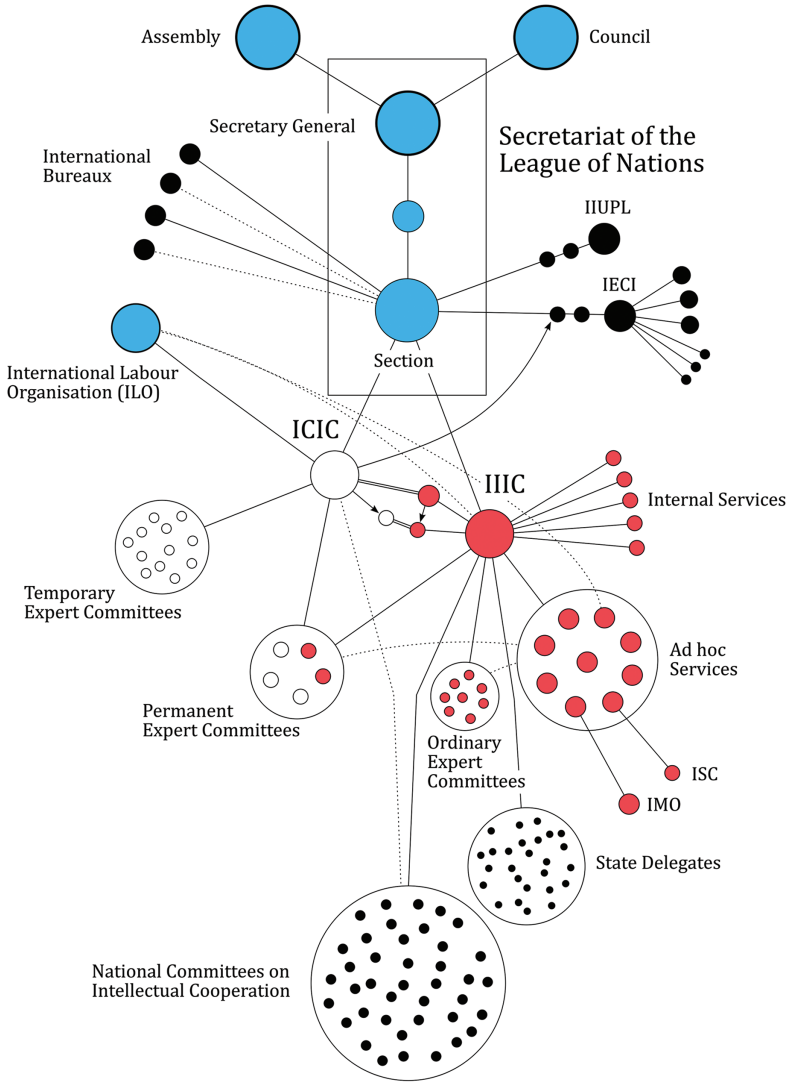 Assembly
Council
Secretary General
Secretariat of the
League of Nations
International
Bureaux
IIUPL
IECI
Section
International Labour
Organisation (ILO)
ICIC
IIIC
Internal Services
Temporary
Expert Committees
Ad hoc
Services
Permanent
Expert Committees
Ordinary
Expert
Committees
ISC
IMO
State Delegates
National Committees on
Intellectual Cooperation